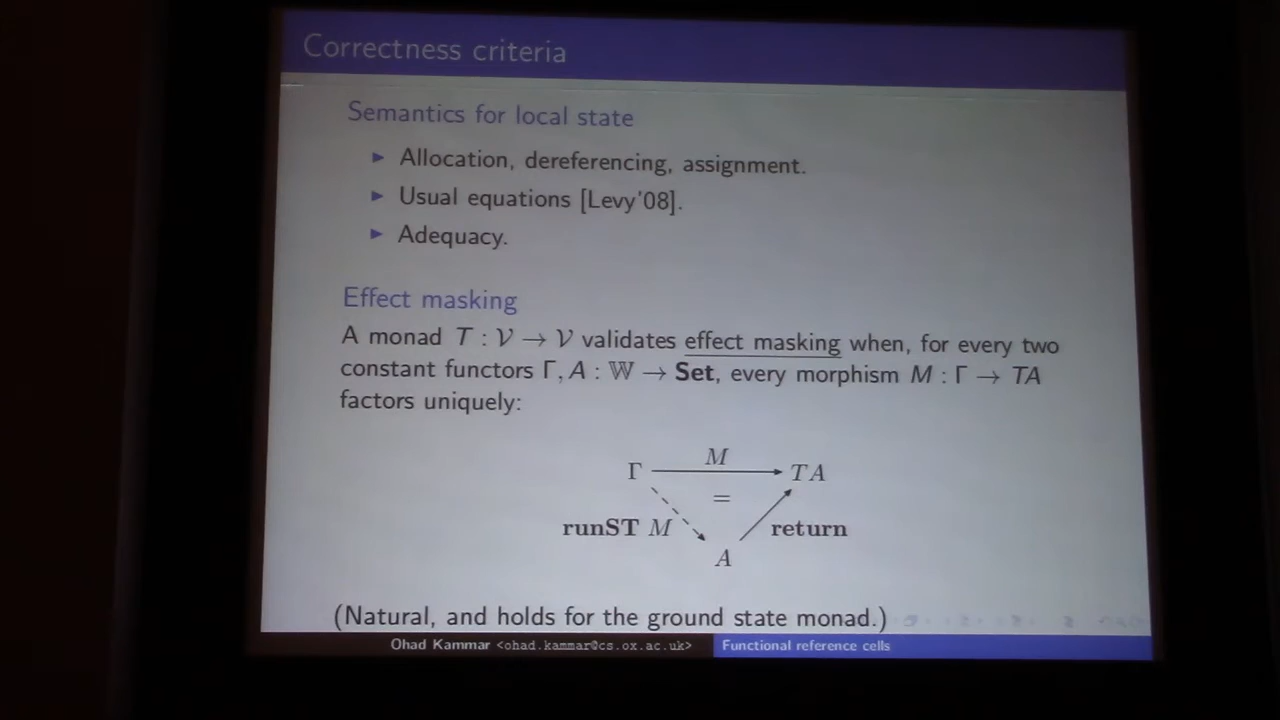 Correctness criteria
Semantics for local state
▶ Allocation, dereferencing, assignment.
▶ Usual equations [Levy'08].
▶ Adequacy.
Effect masking
A monad T : 𝒱 → 𝒱 validates effect masking when, for every two
constant functors Γ, A : 𝕎 → Set, every morphism M : Γ → TA
factors uniquely:
M
Γ → TA
=
runST M return
A
(Natural, and holds for the ground state monad.)
Ohad Kammar <ohad.kammar@cs.ox.ac.uk> Functional reference cells